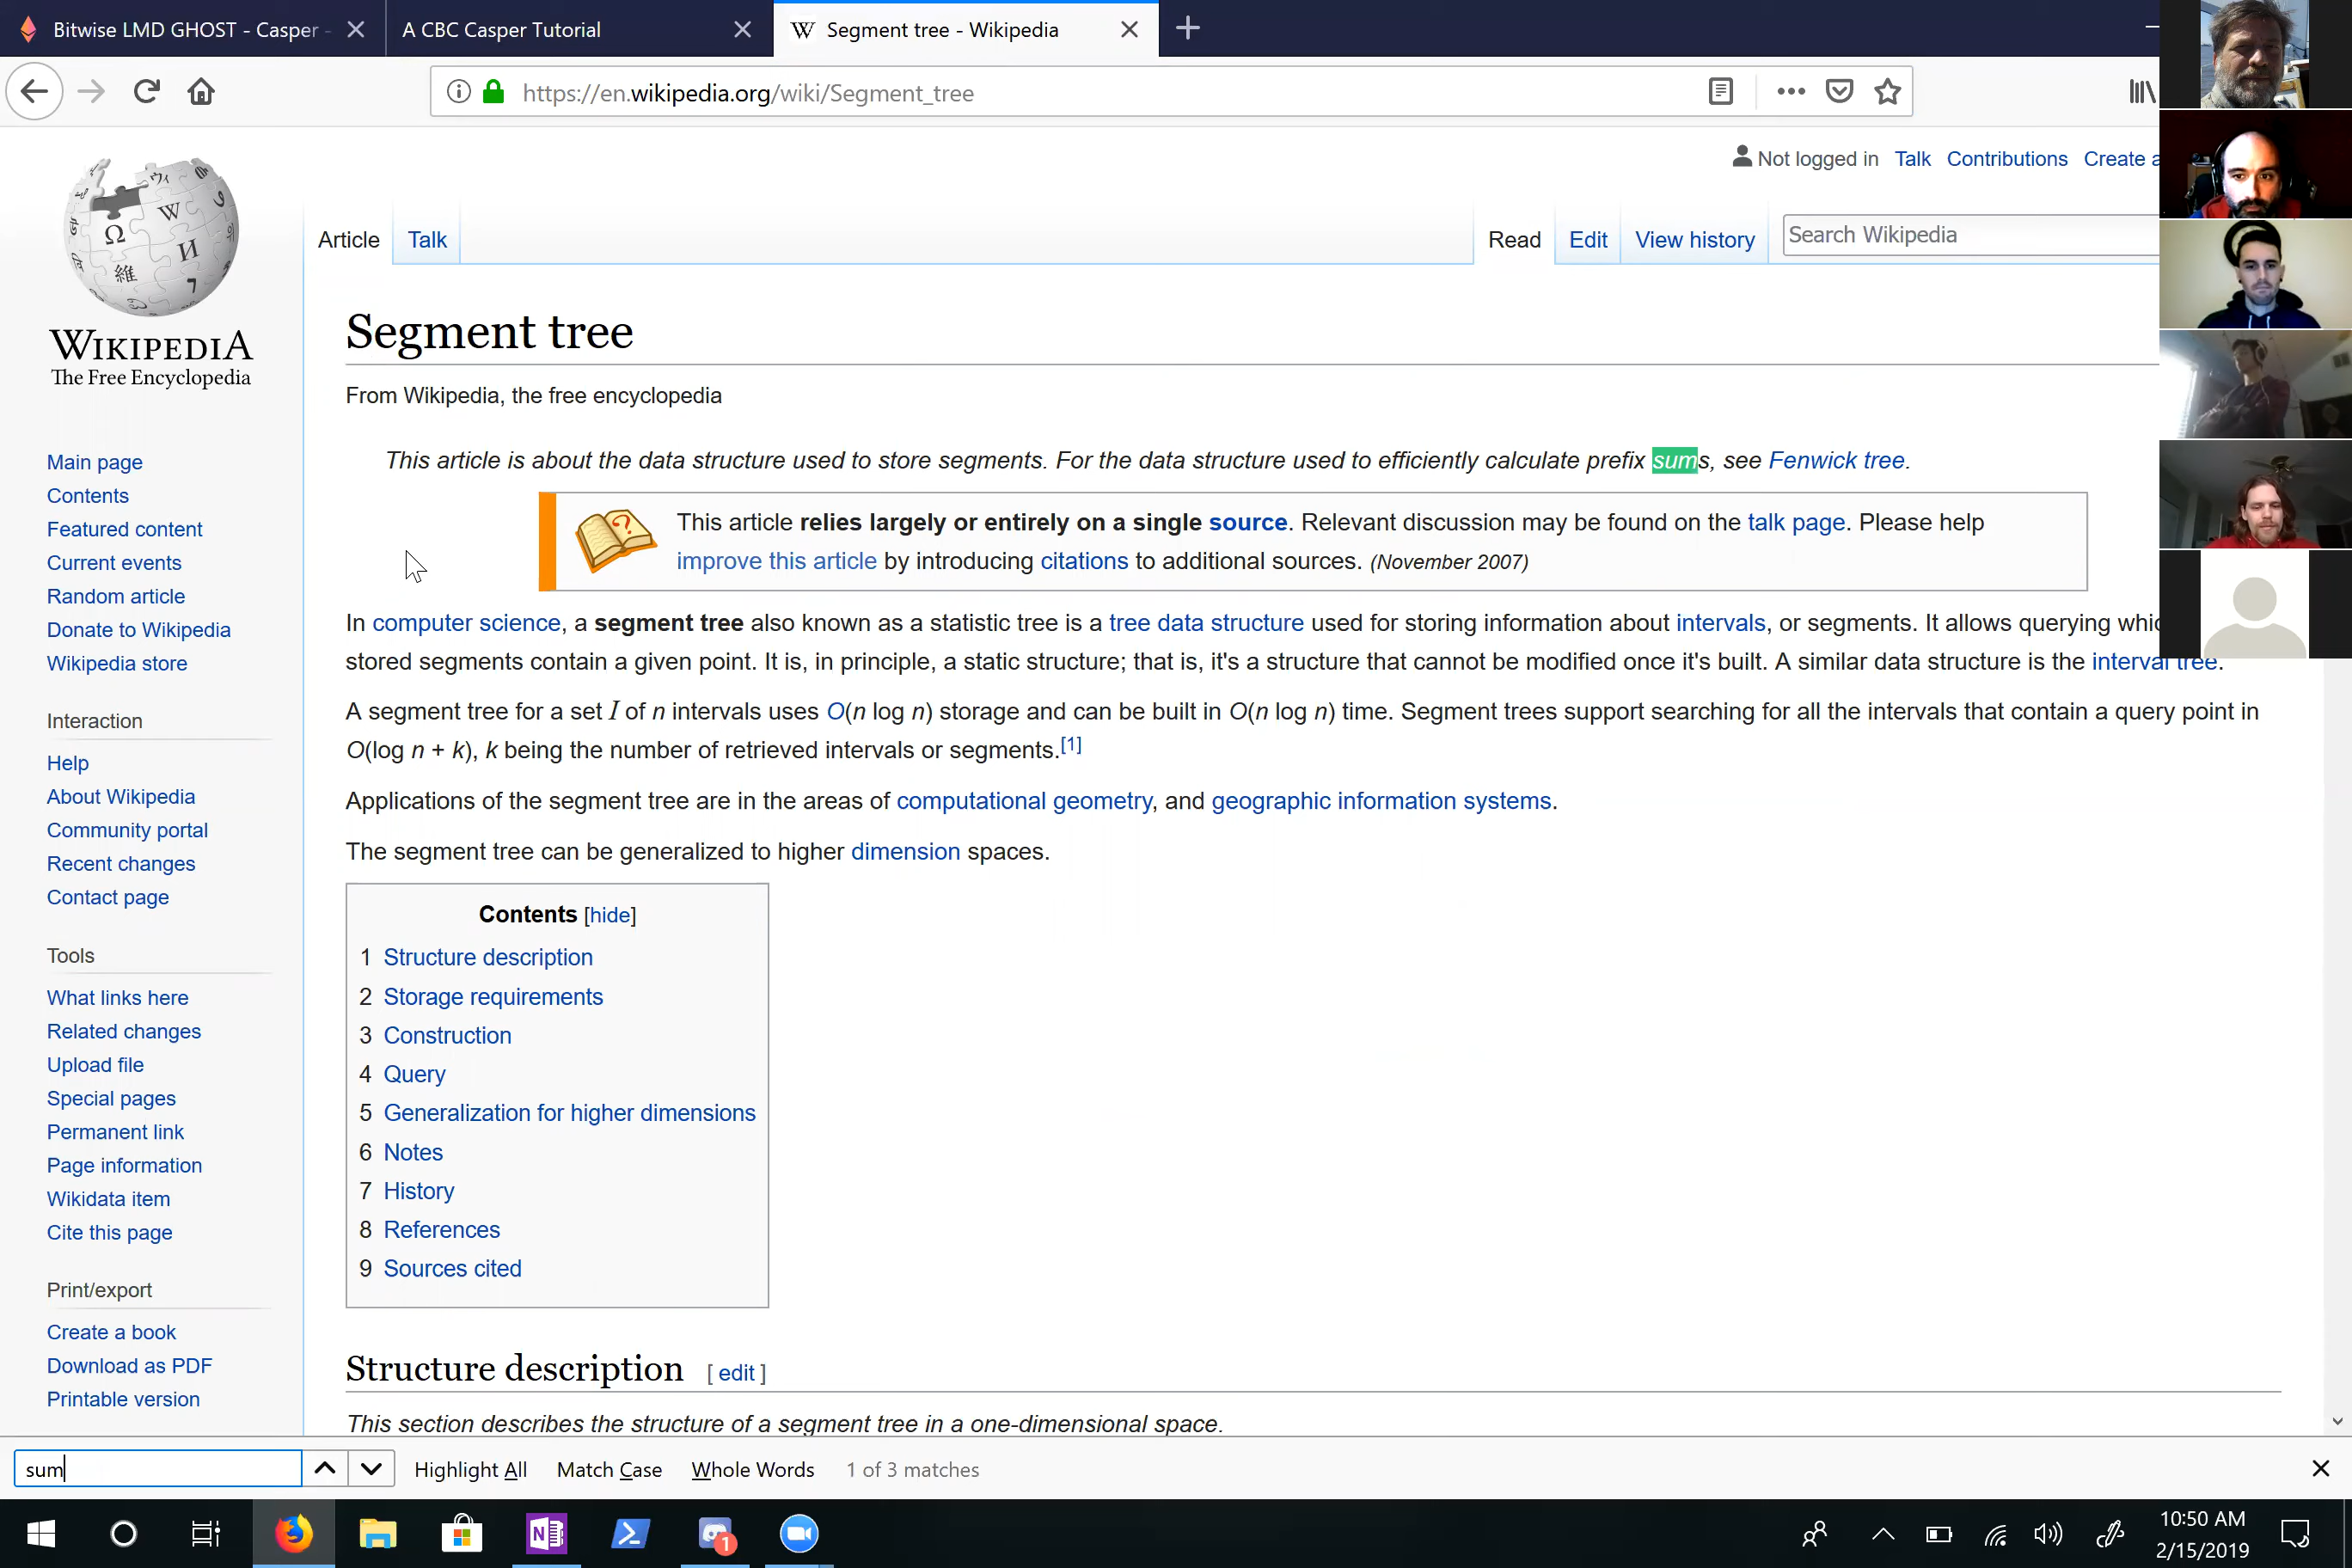 Bitwise LMD GHOST - Casper -
A CBC Casper Tutorial
W Segment tree - Wikipedia
https://en.wikipedia.org/wiki/Segment_tree
Not logged in Talk Contributions Create a
Article Talk Read Edit View history Search Wikipedia
WIKIPEDIA
The Free Encyclopedia
Main page
Contents
Featured content
Current events
Random article
Donate to Wikipedia
Wikipedia store
Interaction
Help
About Wikipedia
Community portal
Recent changes
Contact page
Tools
What links here
Related changes
Upload file
Special pages
Permanent link
Page information
Wikidata item
Cite this page
Print/export
Create a book
Download as PDF
Printable version
Segment tree
From Wikipedia, the free encyclopedia
This article is about the data structure used to store segments. For the data structure used to efficiently calculate prefix sums, see Fenwick tree.
This article relies largely or entirely on a single source. Relevant discussion may be found on the talk page. Please help
improve this article by introducing citations to additional sources. (November 2007)
In computer science, a segment tree also known as a statistic tree is a tree data structure used for storing information about intervals, or segments. It allows querying whic
stored segments contain a given point. It is, in principle, a static structure; that is, it's a structure that cannot be modified once it's built. A similar data structure is the interval tree.
A segment tree for a set I of n intervals uses O(n log n) storage and can be built in O(n log n) time. Segment trees support searching for all the intervals that contain a query point in
O(log n + k), k being the number of retrieved intervals or segments.[1]
Applications of the segment tree are in the areas of computational geometry, and geographic information systems.
The segment tree can be generalized to higher dimension spaces.
Contents [hide]
1 Structure description
2 Storage requirements
3 Construction
4 Query
5 Generalization for higher dimensions
6 Notes
7 History
8 References
9 Sources cited
Structure description [ edit ]
This section describes the structure of a segment tree in a one-dimensional space.
sum Highlight All Match Case Whole Words 1 of 3 matches
1
10:50 AM
2/15/2019